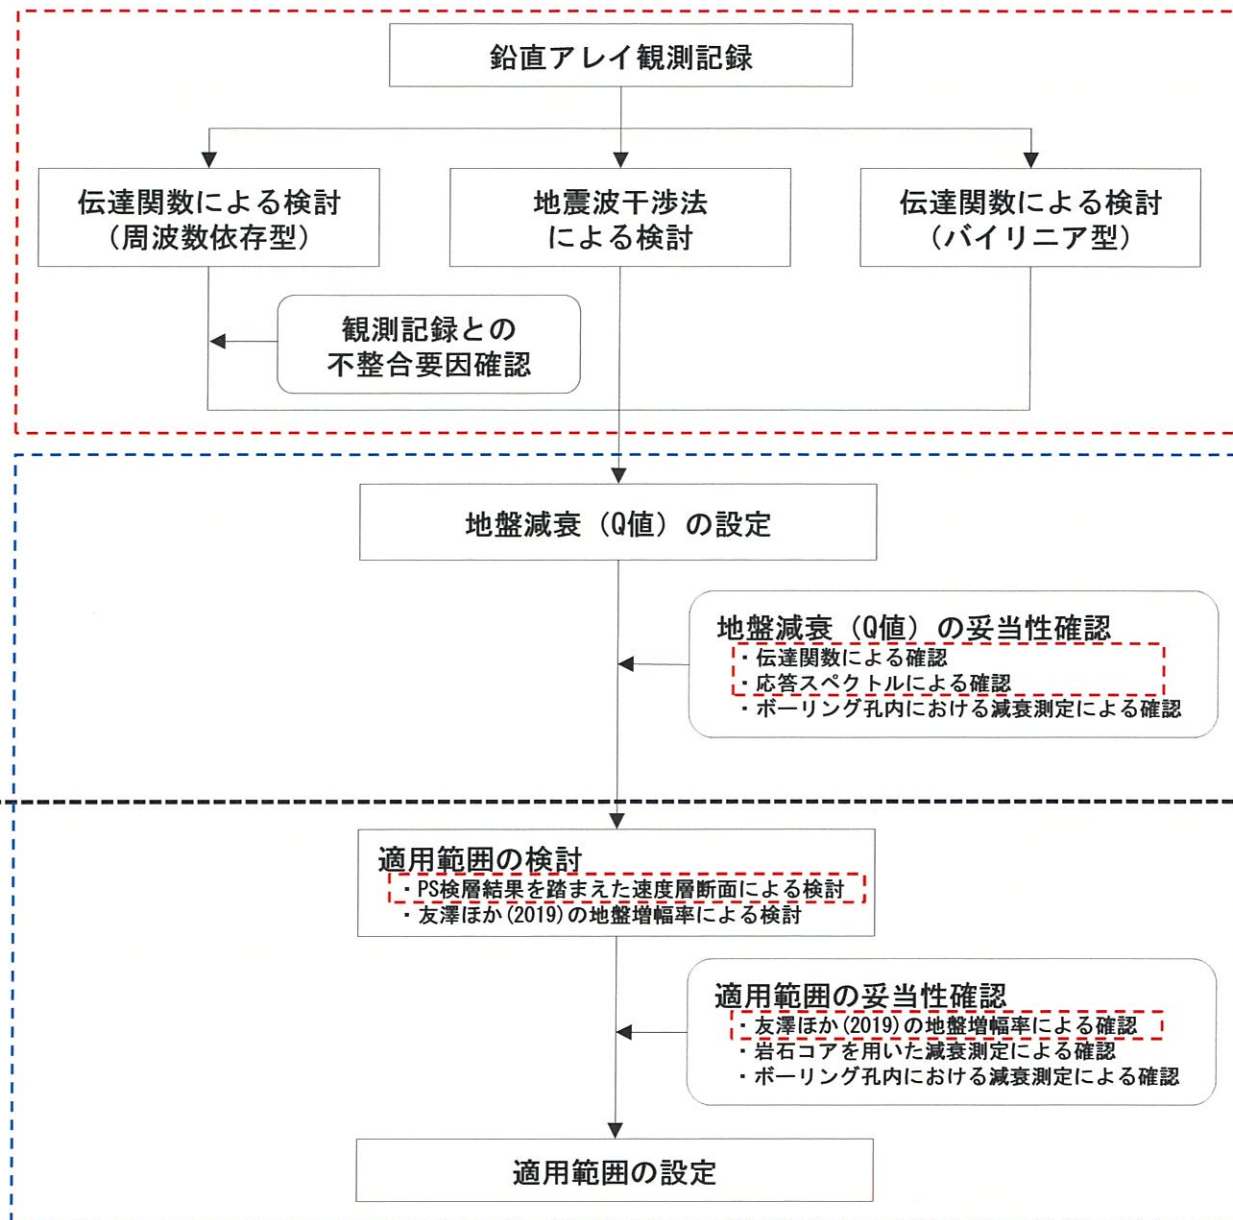 鉛直アレイ観測記録
伝達関数による検討
（周波数依存型）
地震波干渉法
による検討
伝達関数による検討
（バイリニア型）
観測記録との
不整合要因確認
地盤減衰（Q値）の設定
地盤減衰（Q値）の妥当性確認
・伝達関数による確認
・応答スペクトルによる確認
・ボーリング孔内における減衰測定による確認
適用範囲の検討
・PS検層結果を踏まえた速度層断面による検討
・友澤ほか(2019)の地盤増幅率による検討
適用範囲の妥当性確認
・友澤ほか(2019)の地盤増幅率による確認
・岩石コアを用いた減衰測定による確認
・ボーリング孔内における減衰測定による確認
適用範囲の設定